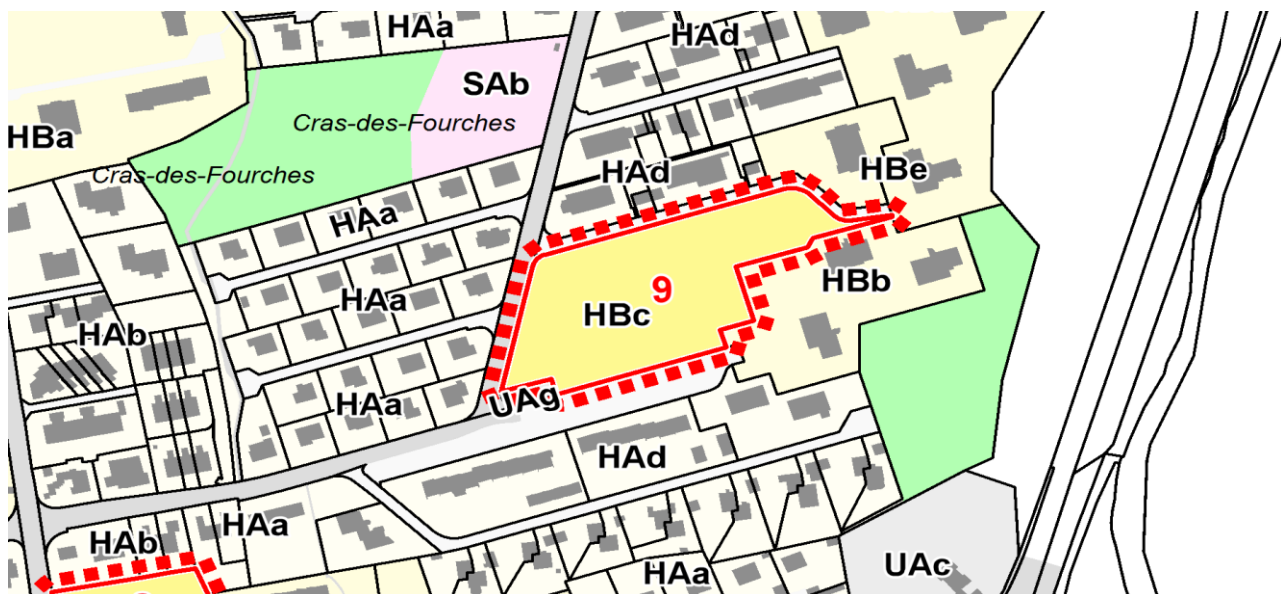 HAa
HAd
SAb
Cras-des-Fourches
HBa
Cras-des-Fourches
HAd
HBe
HAa
HAa
9
HBb
HBc
HAb
HAa
UAg
HAd
HAa
HAb
HAa
UAc